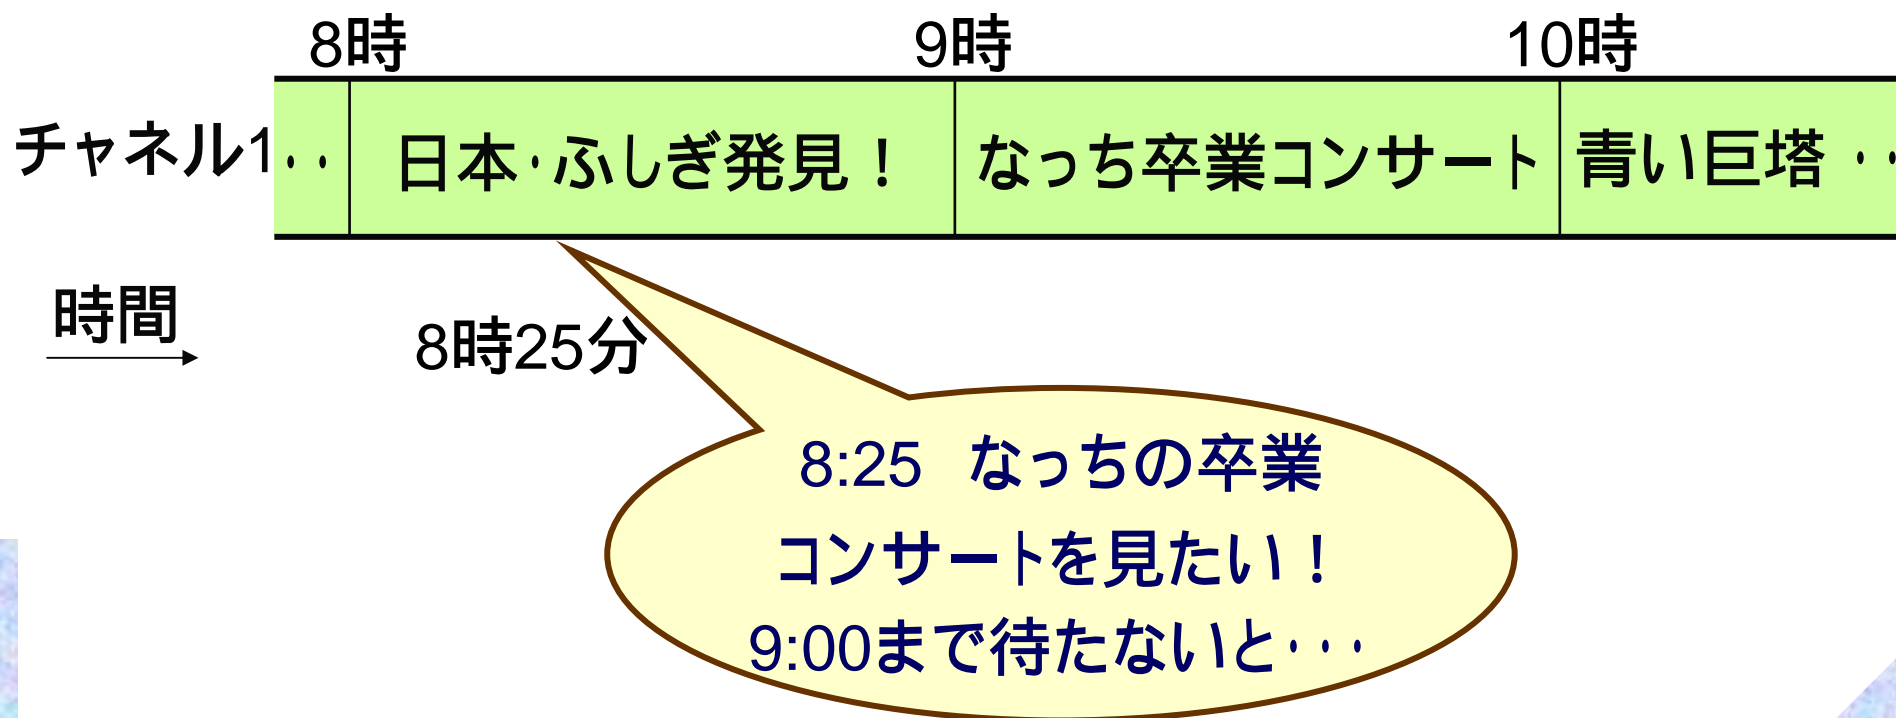 8時 9時 10時
チャネル1 ・・ 日本・ふしぎ発見！ なっち卒業コンサート 青い巨塔 ・・
時間
8時25分
8:25 なっちの卒業
コンサートを見たい！
9:00まで待たないと・・・